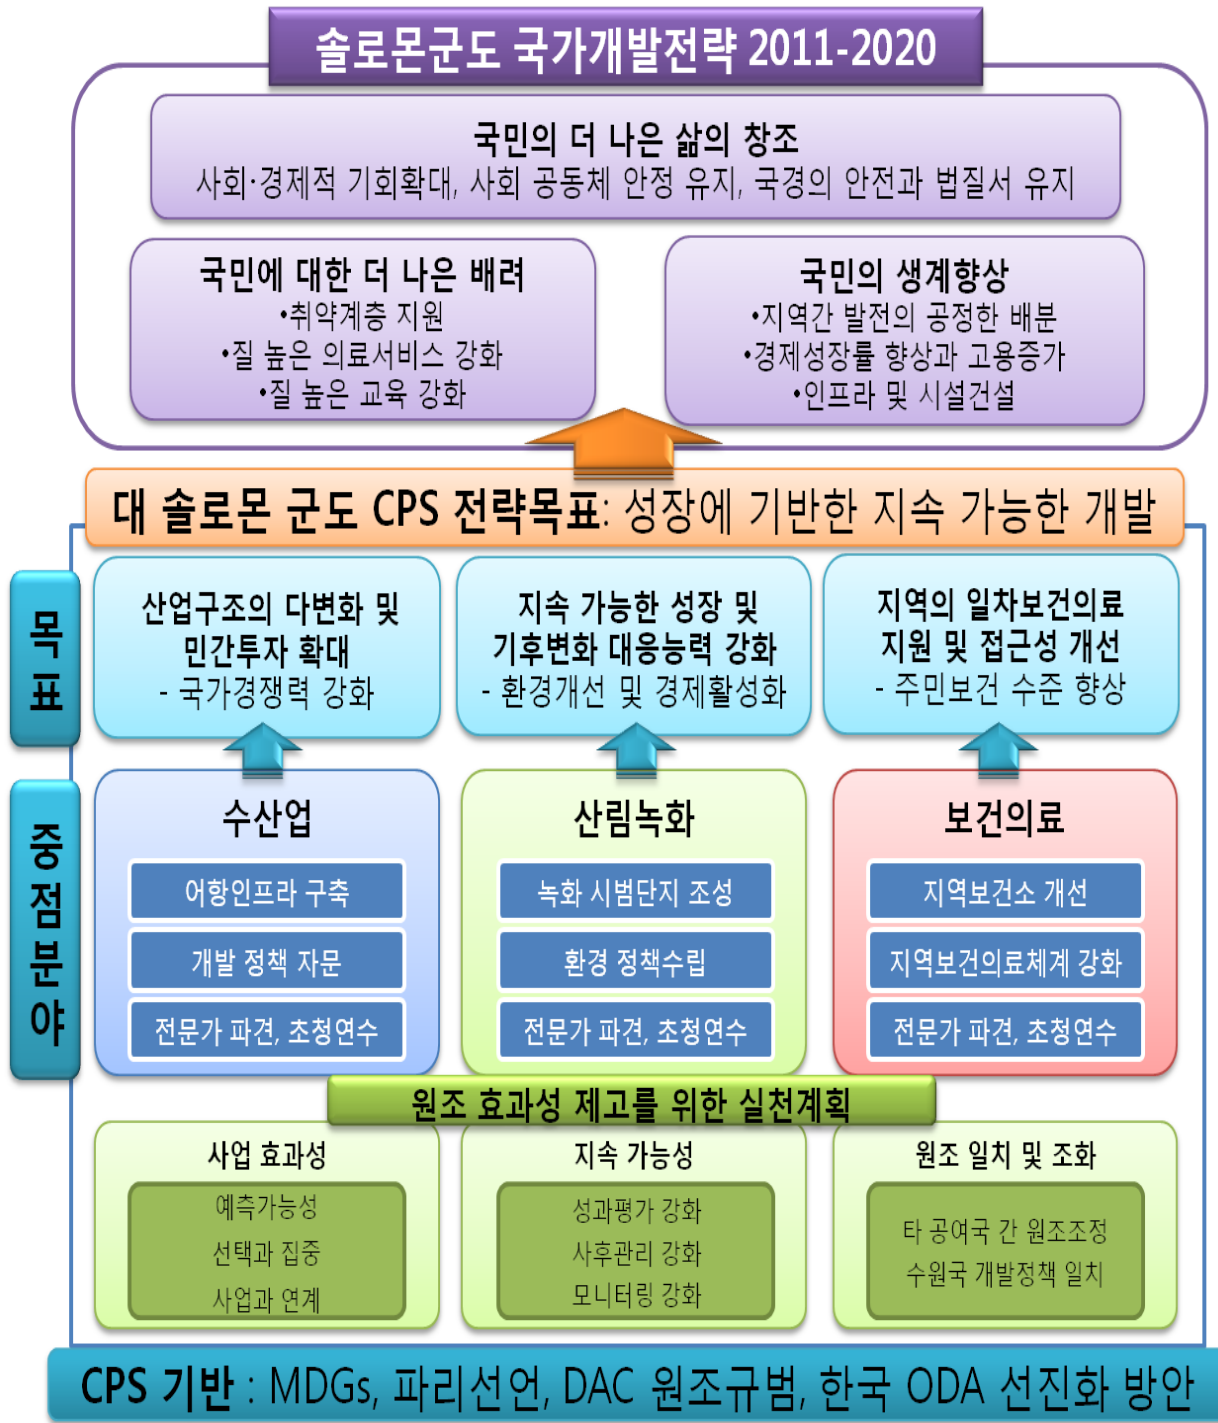 솔로몬군도 국가개발전략 2011-2020
국민의 더 나은 삶의 창조
사회·경제적 기회확대, 사회 공동체 안정 유지, 국경의 안전과 법질서 유지
국민에 대한 더 나은 배려
•취약계층 지원
•질 높은 의료서비스 강화
•질 높은 교육 강화
국민의 생계향상
•지역간 발전의 공정한 배분
•경제성장률 향상과 고용증가
•인프라 및 시설건설
대 솔로몬 군도 CPS 전략목표: 성장에 기반한 지속 가능한 개발
목표
산업구조의 다변화 및
민간투자 확대
- 국가경쟁력 강화
지속 가능한 성장 및
기후변화 대응능력 강화
- 환경개선 및 경제활성화
지역의 일차보건의료
지원 및 접근성 개선
- 주민보건 수준 향상
중점분야
수산업
어항인프라 구축
개발 정책 자문
전문가 파견, 초청연수
산림녹화
녹화 시범단지 조성
환경 정책수립
전문가 파견, 초청연수
보건의료
지역보건소 개선
지역보건의료체계 강화
전문가 파견, 초청연수
원조 효과성 제고를 위한 실천계획
사업 효과성
예측가능성
선택과 집중
사업과 연계
지속 가능성
성과평가 강화
사후관리 강화
모니터링 강화
원조 일치 및 조화
타 공여국 간 원조조정
수원국 개발정책 일치
CPS 기반 : MDGs, 파리선언, DAC 원조규범, 한국 ODA 선진화 방안